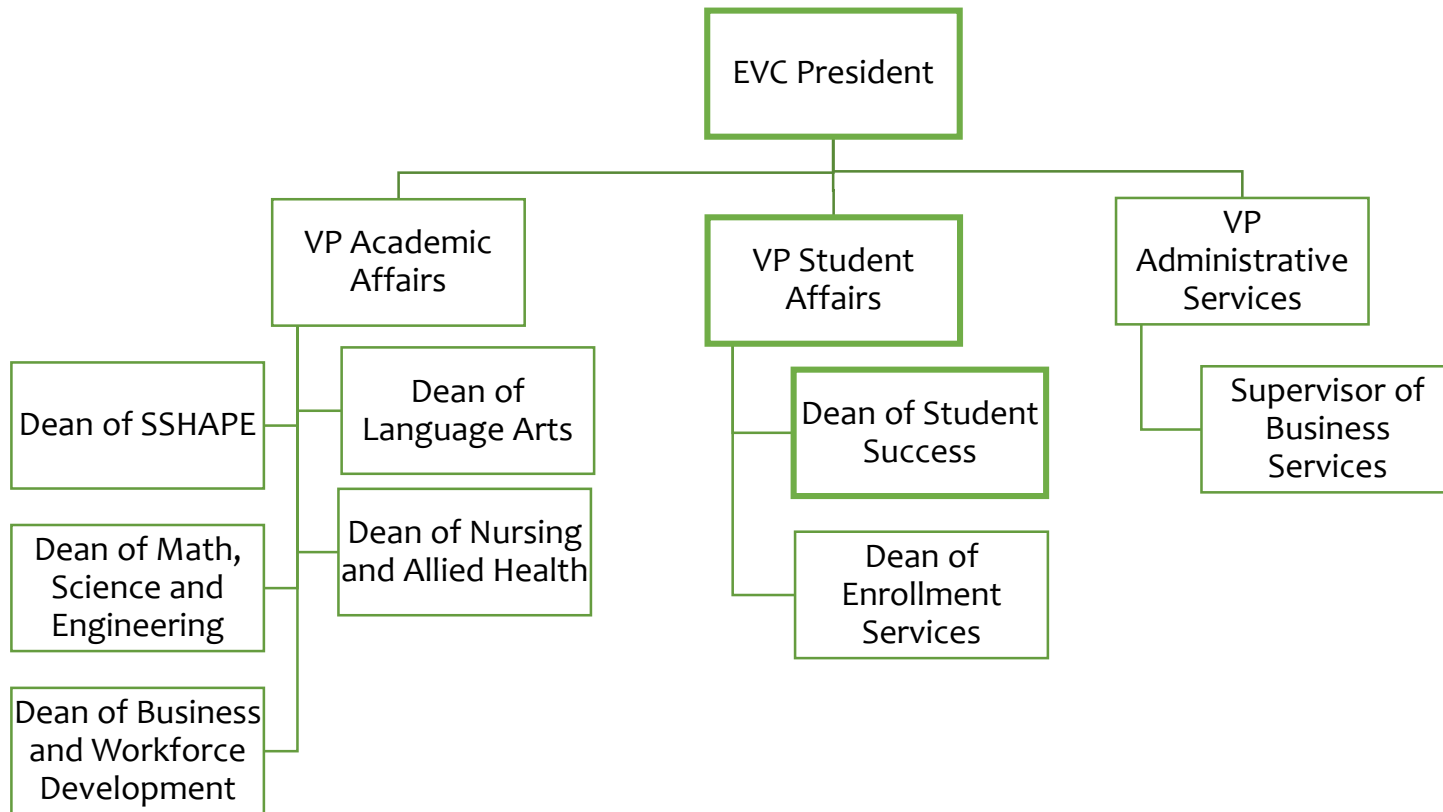 EVC President
VP Academic
Affairs
VP Student
Affairs
VP
Administrative
Services
Dean of SSHAPE
Dean of
Language Arts
Dean of Math,
Science and
Engineering
Dean of Nursing
and Allied Health
Dean of Business
and Workforce
Development
Dean of Student
Success
Dean of
Enrollment
Services
Supervisor of
Business
Services